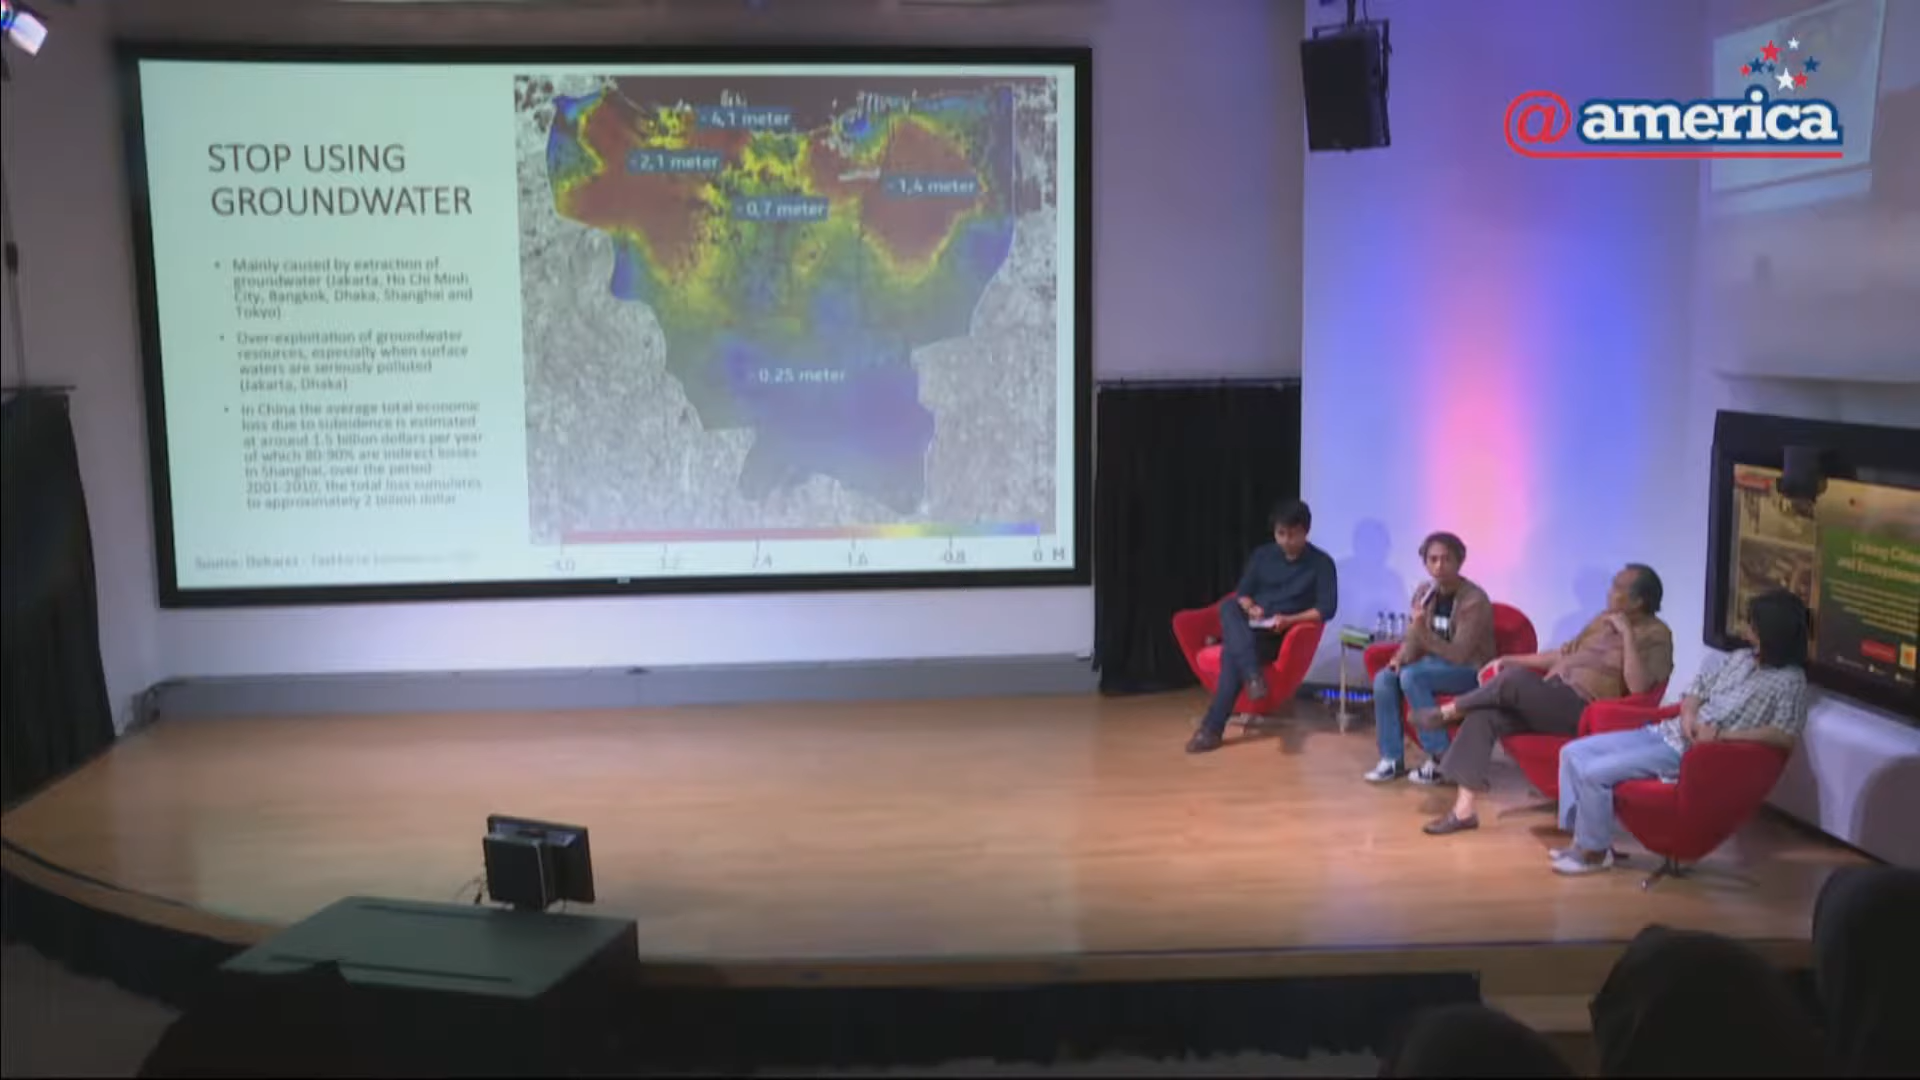 @america
STOP USING
GROUNDWATER
• Mainly caused by extraction of
groundwater (Jakarta, Ho Chi Minh
City, Bangkok, Dhaka, Shanghai and
Tokyo)
• Over-exploitation of groundwater
resources, especially when surface
waters are seriously polluted
(Jakarta, Dhaka)
• In China the average total economic
loss due to subsidence is estimated
at around 1.5 billion dollars per year
of which 80-90% are indirect losses
In Shanghai, over the period
2001-2010, the total loss cumulates
to approximately 2 billion dollar
Source: Deltares -
- 4,1 meter
- 2,1 meter
- 1,4 meter
- 0,7 meter
- 0.25 meter
-0.8 0 M